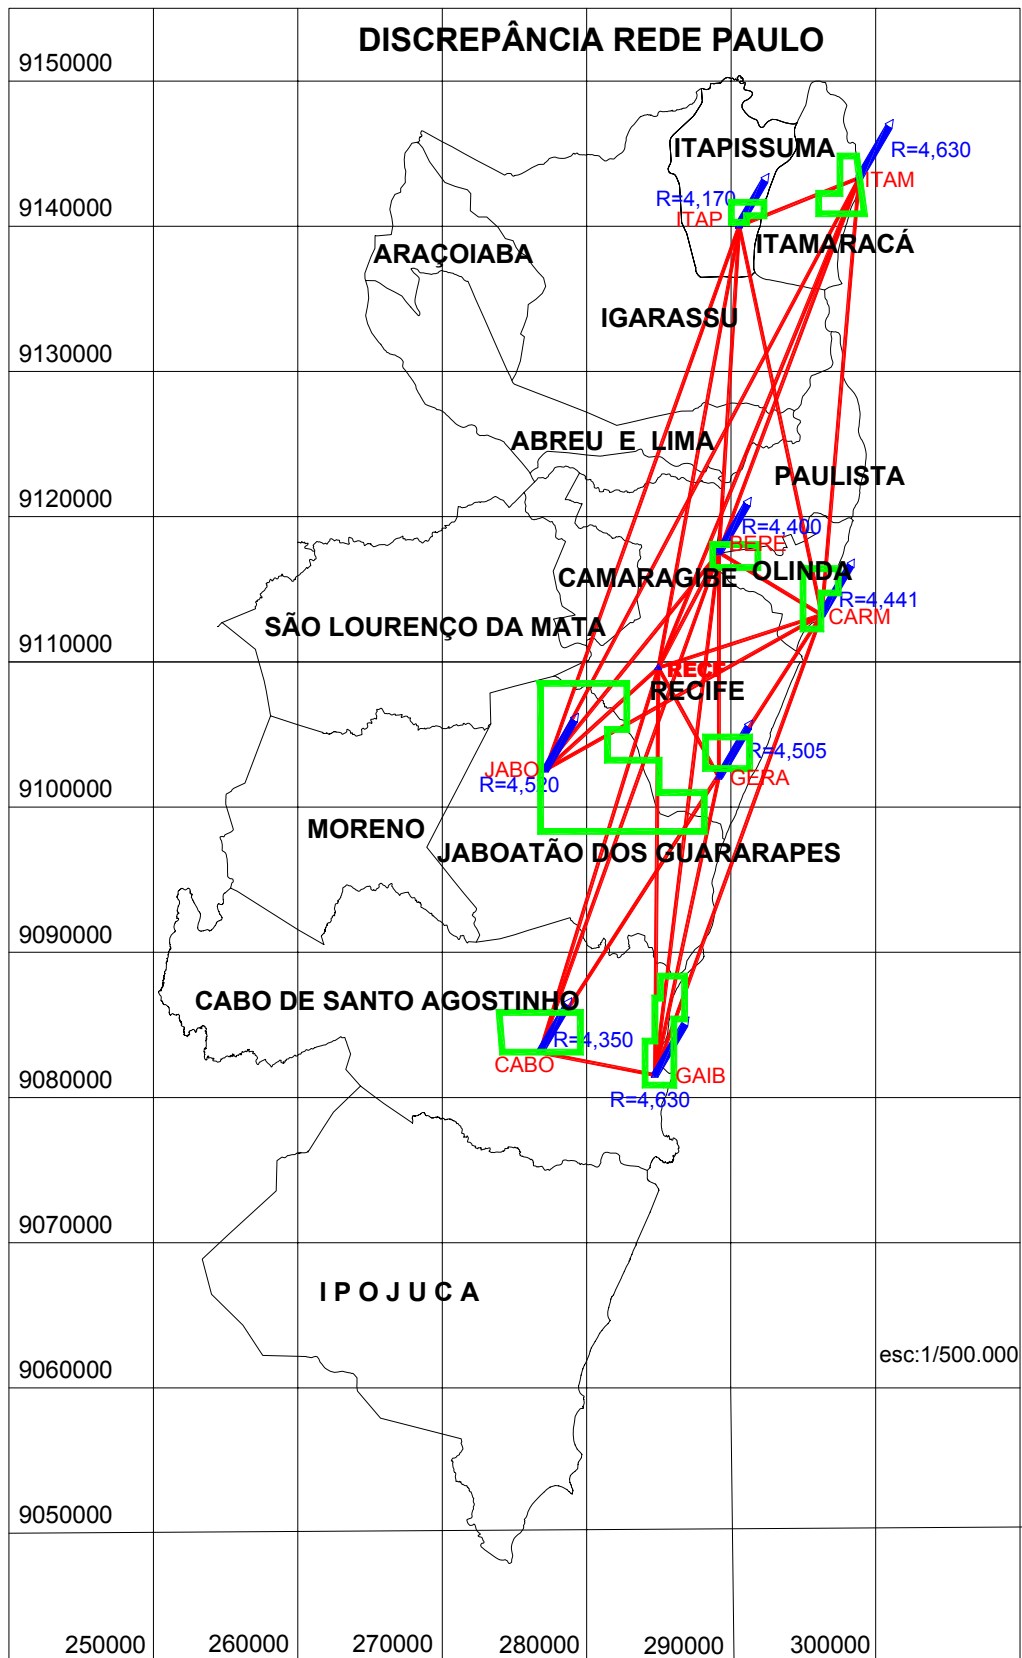 DISCREPÂNCIA REDE PAULO
9150000
ITAPISSUMA
R=4,630
ITAM
R=4,170
ITAP
9140000
ITAMARACÁ
ARAÇOIABA
IGARASSU
9130000
ABREU E LIMA
PAULISTA
9120000
R=4,400
BERE
OLINDA
CAMARAGIBE
R=4,441
CARM
SÃO LOURENÇO DA MATA
9110000
RECF
RECIFE
R=4,505
JABO
GERA
R=4,520
9100000
MORENO
JABOATÃO DOS GUARARAPES
9090000
CABO DE SANTO AGOSTINHO
R=4,350
CABO
GAIB
9080000
R=4,630
9070000
I P O J U C A
esc:1/500.000
9060000
9050000
250000
260000
270000
280000
290000
300000